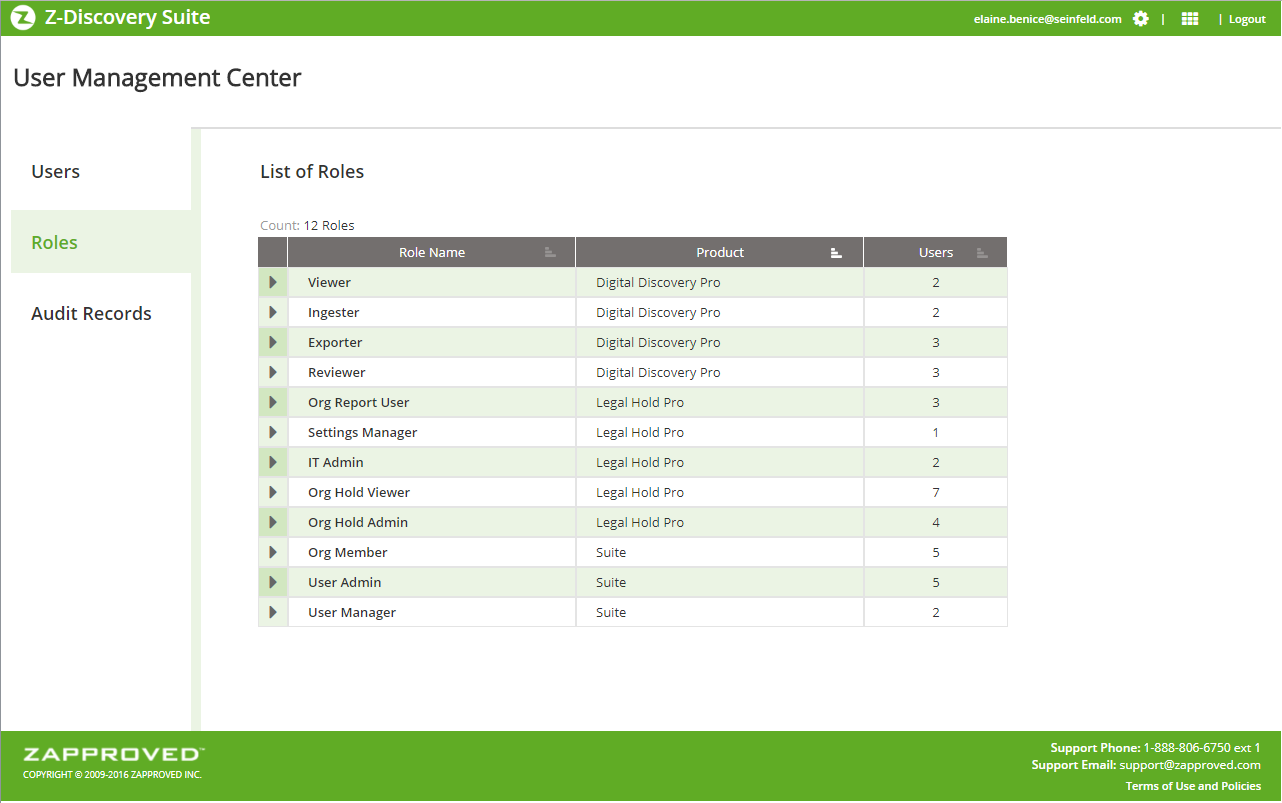 Z-Discovery Suite
elaine.benice@seinfeld.com | | Logout
User Management Center
Users
Roles
Audit Records
List of Roles
Count: 12 Roles
Role Name Product Users
Viewer Digital Discovery Pro 2
Ingester Digital Discovery Pro 2
Exporter Digital Discovery Pro 3
Reviewer Digital Discovery Pro 3
Org Report User Legal Hold Pro 3
Settings Manager Legal Hold Pro 1
IT Admin Legal Hold Pro 2
Org Hold Viewer Legal Hold Pro 7
Org Hold Admin Legal Hold Pro 4
Org Member Suite 5
User Admin Suite 5
User Manager Suite 2
ZAPPROVED™
COPYRIGHT © 2009-2016 ZAPPROVED INC.
Support Phone: 1-888-806-6750 ext 1
Support Email: support@zapproved.com
Terms of Use and Policies